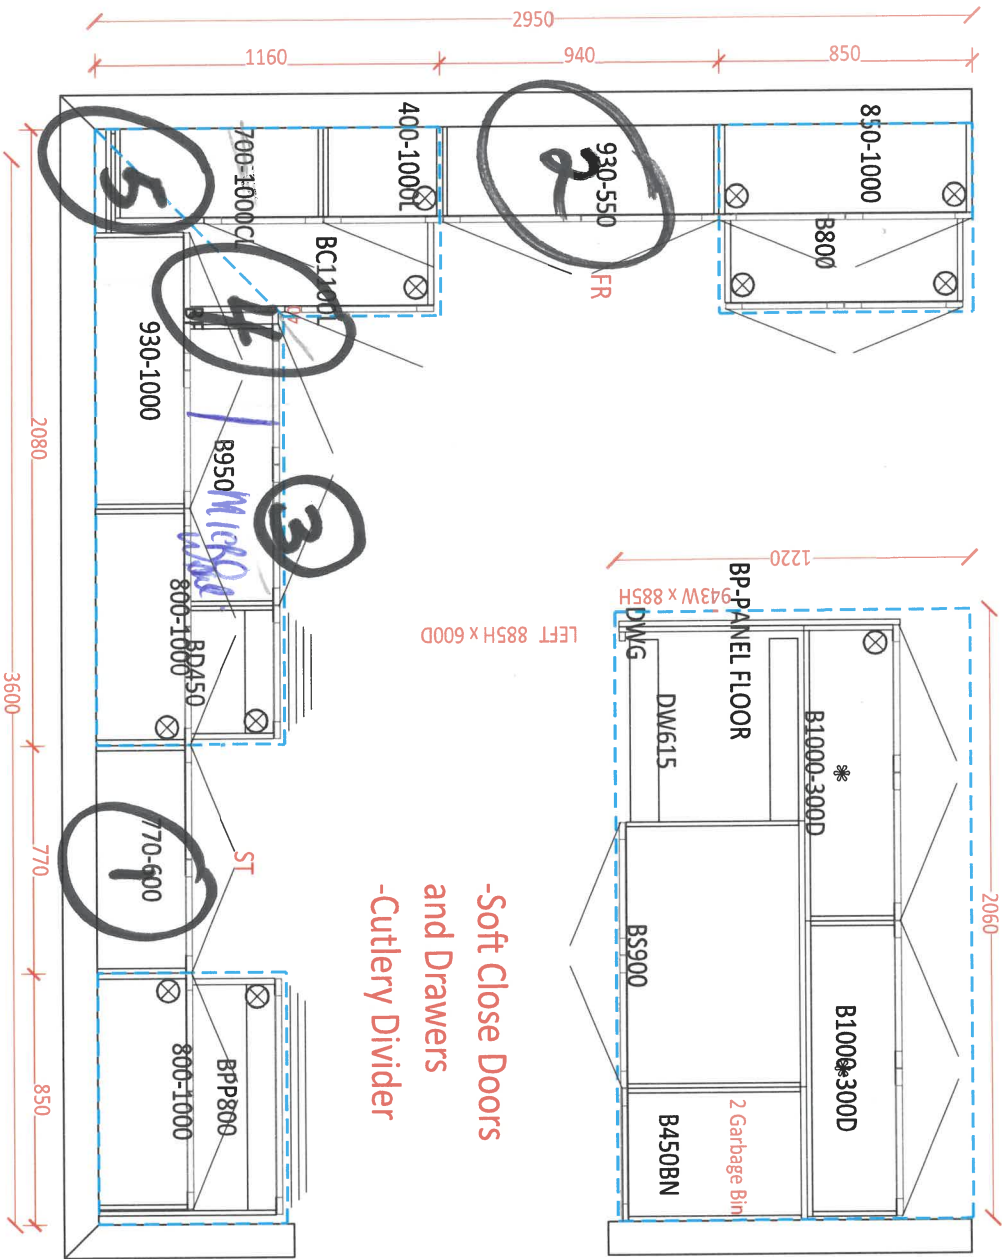 2950
1160
940
850
400-1000L
850-1000
700-1000CL
930-550
5
2
B800
BC1100L
FR
4
930-1000
B950
Micro
3
2080
1220
943W x 885H
BP-PANEL FLOOR
LEFT 885H x 600D
DWG
800-1000
BD450
DW615
B1000-300D
3600
2060
770-600
1
770
ST
-Soft Close Doors
and Drawers
-Cutlery Divider
BS900
B1000-300D
800-1000
BPP800
850
2 Garbage Bin
B450BN